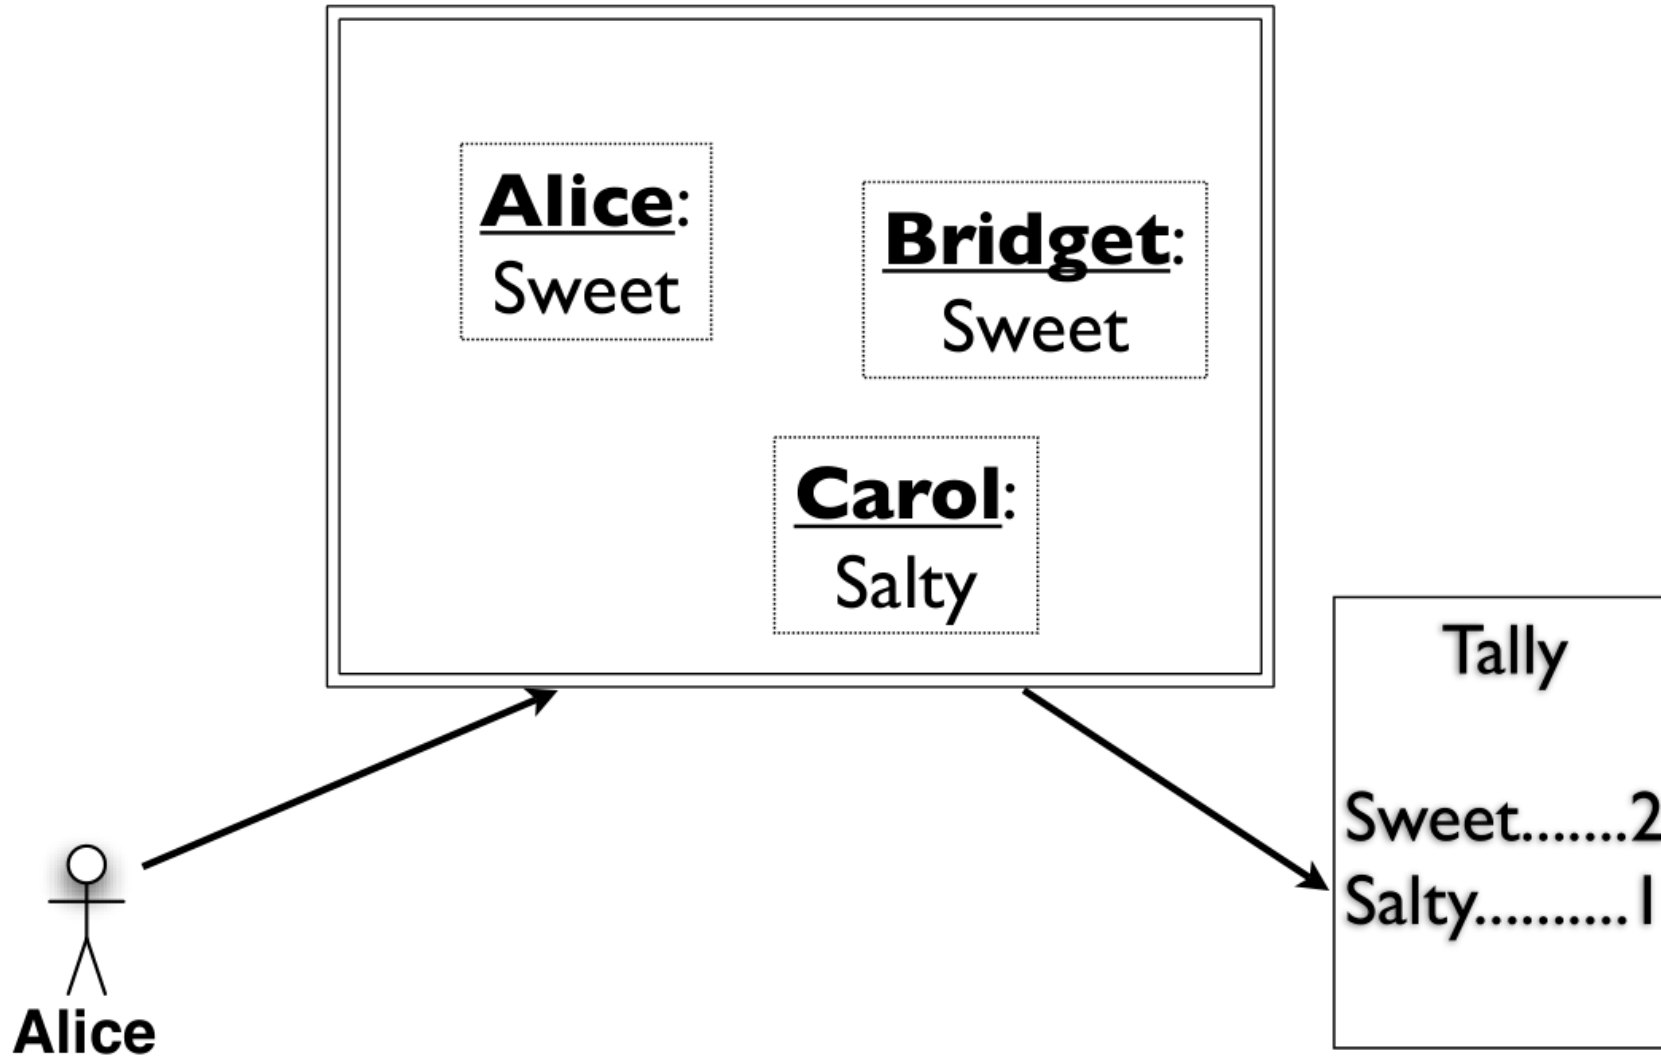 Alice:
Sweet
Bridget:
Sweet
Carol:
Salty
Tally
Sweet.......2
Salty..........1
Alice